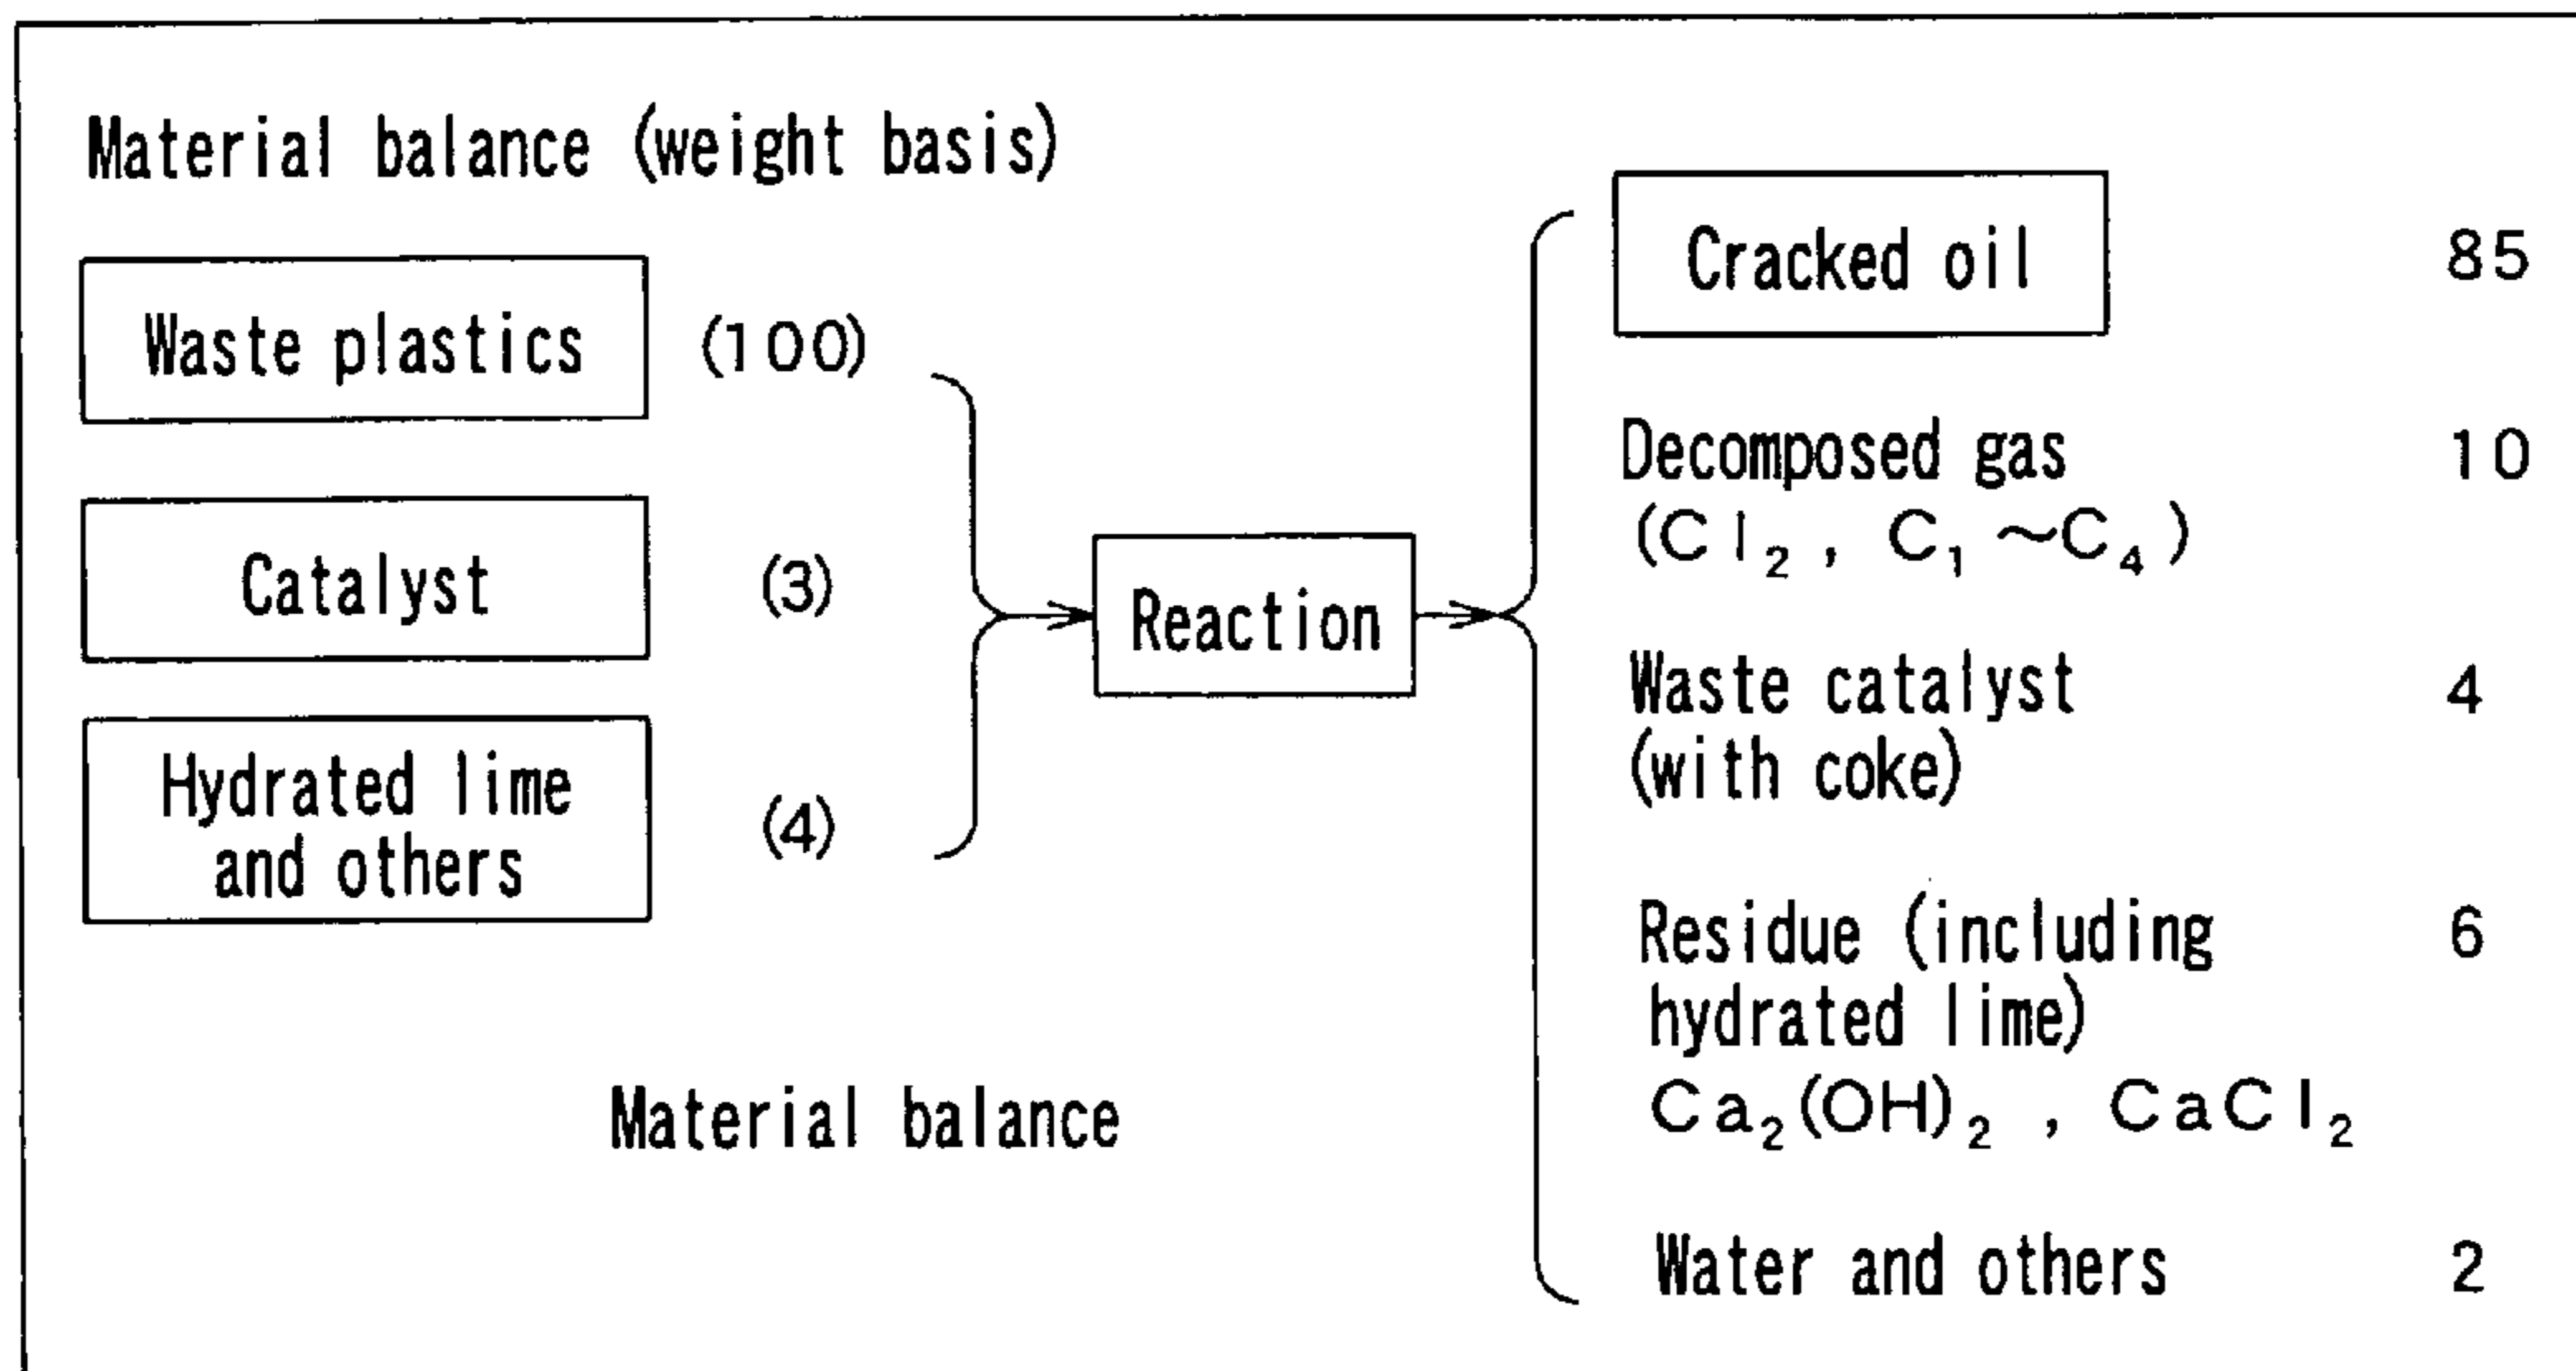 Material balance (weight basis)
Waste plastics (100)
Catalyst (3)
Hydrated lime
and others (4)
Reaction
Cracked oil 85
Decomposed gas 10
(Cl₂, C₁~C₄)
Waste catalyst 4
(with coke)
Residue (including 6
hydrated lime)
Ca₂(OH)₂, CaCl₂
Water and others 2
Material balance